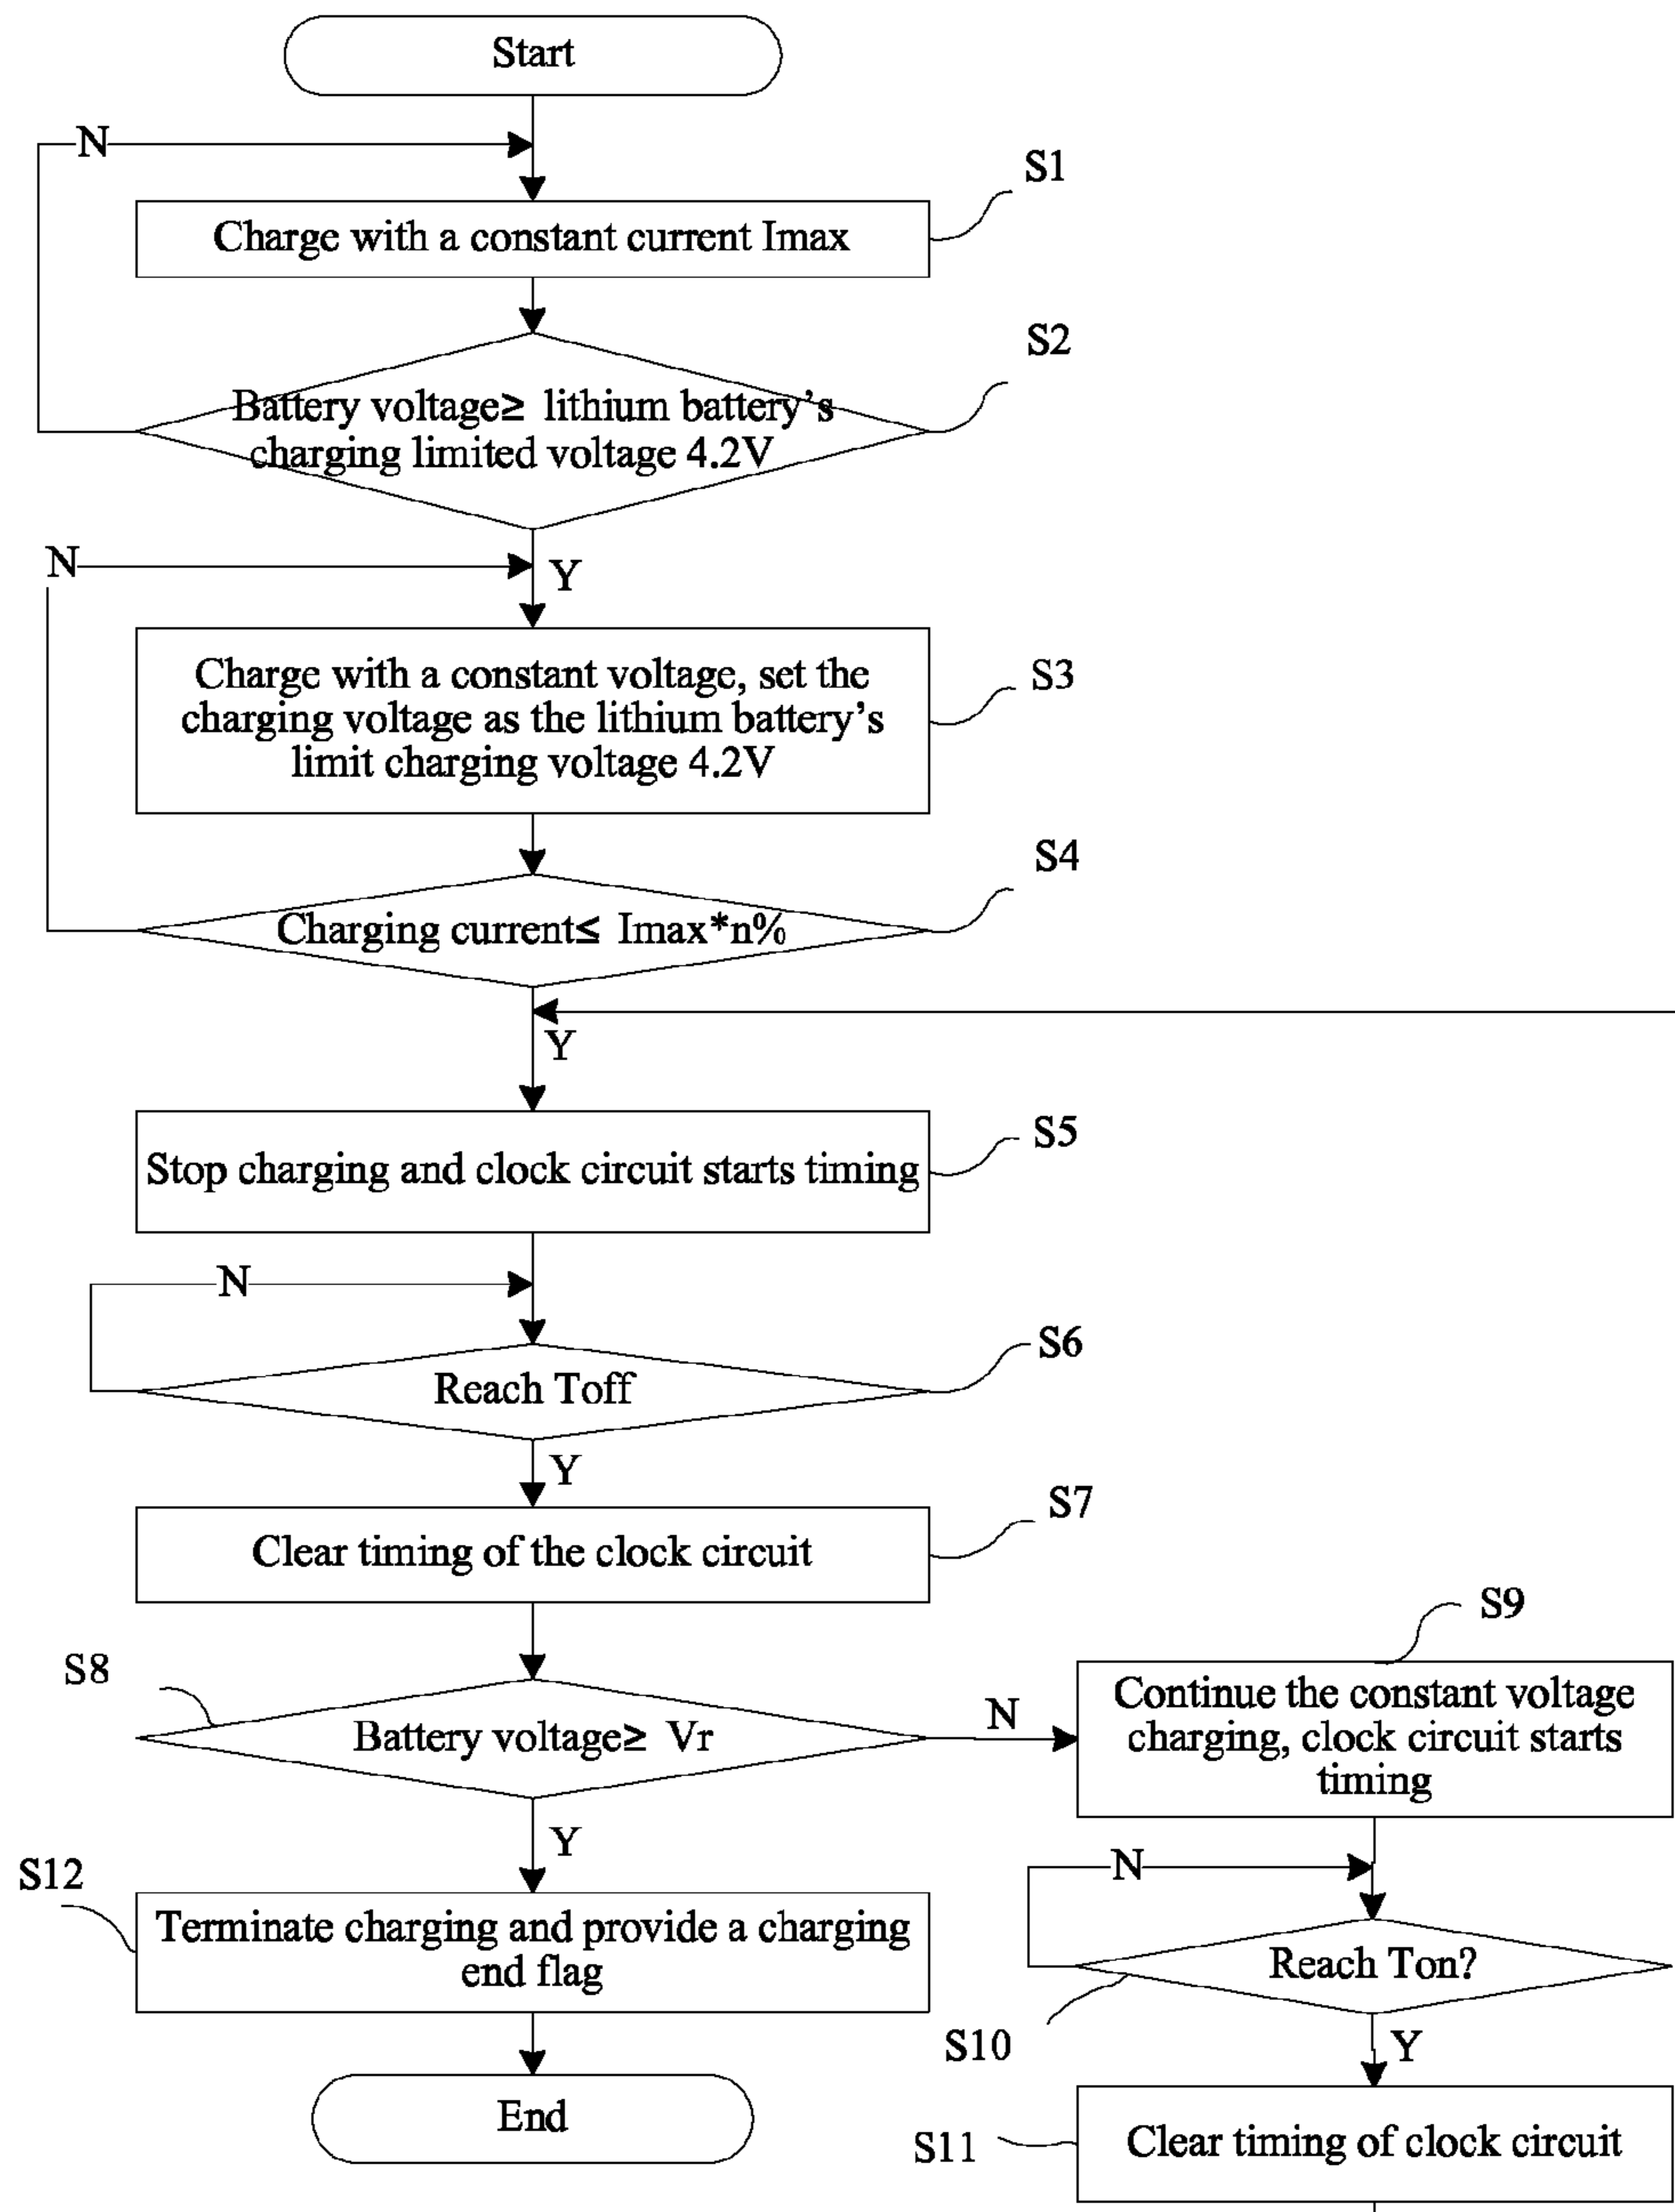 Start
N
S1
Charge with a constant current Imax
S2
Battery voltage≥ lithium battery's
charging limited voltage 4.2V
N
Y
Charge with a constant voltage, set the
charging voltage as the lithium battery's
limit charging voltage 4.2V
S3
S4
Charging current≤ Imax*n%
Y
Stop charging and clock circuit starts timing
S5
N
S6
Reach Toff
Y
S7
Clear timing of the clock circuit
S9
S8
Continue the constant voltage
charging, clock circuit starts
timing
Battery voltage≥ Vr
N
Y
S12
N
Terminate charging and provide a charging
end flag
Reach Ton?
S10
Y
End
S11
Clear timing of clock circuit